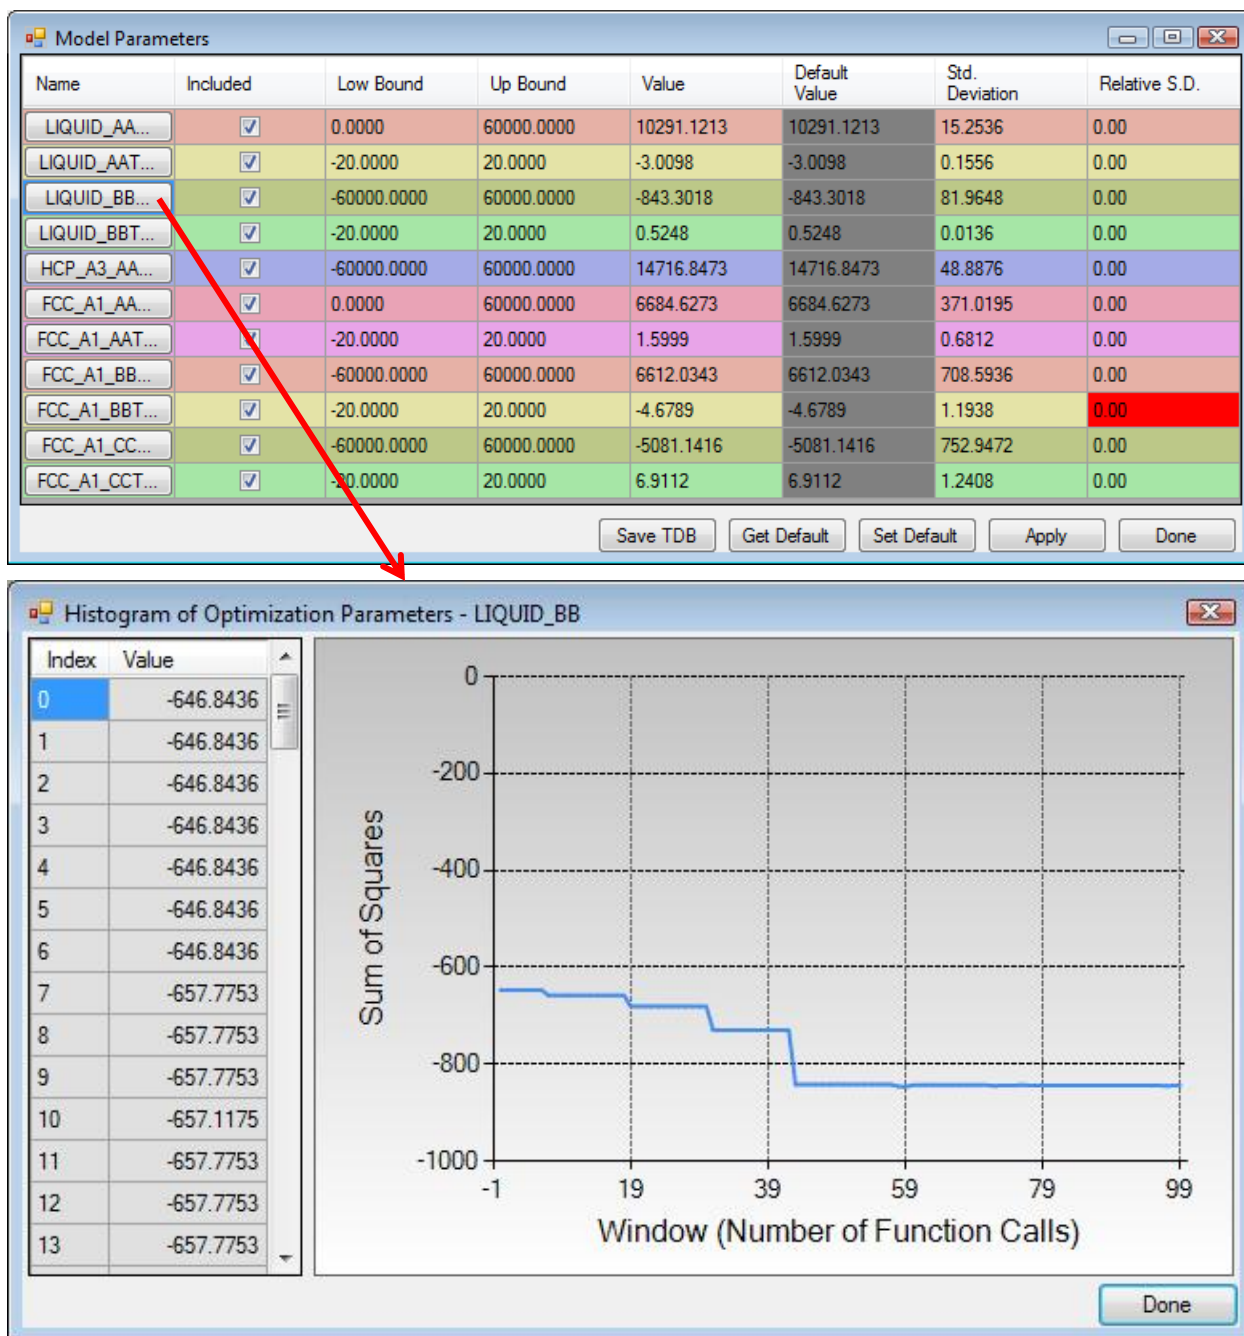 Model Parameters
Name Included Low Bound Up Bound Value Default Value Std. Deviation Relative S.D.
LIQUID_AA... 0.0000 60000.0000 10291.1213 10291.1213 15.2536 0.00
LIQUID_AAT... -20.0000 20.0000 -3.0098 -3.0098 0.1556 0.00
LIQUID_BB... -60000.0000 60000.0000 -843.3018 -843.3018 81.9648 0.00
LIQUID_BBT... -20.0000 20.0000 0.5248 0.5248 0.0136 0.00
HCP_A3_AA... -60000.0000 60000.0000 14716.8473 14716.8473 48.8876 0.00
FCC_A1_AA... 0.0000 60000.0000 6684.6273 6684.6273 371.0195 0.00
FCC_A1_AAT... -20.0000 20.0000 1.5999 1.5999 0.6812 0.00
FCC_A1_BB... -60000.0000 60000.0000 6612.0343 6612.0343 708.5936 0.00
FCC_A1_BBT... -20.0000 20.0000 -4.6789 -4.6789 1.1938 0.00
FCC_A1_CC... -60000.0000 60000.0000 -5081.1416 -5081.1416 752.9472 0.00
FCC_A1_CCT... -20.0000 20.0000 6.9112 6.9112 1.2408 0.00
Save TDB Get Default Set Default Apply Done
Histogram of Optimization Parameters - LIQUID_BB
Index Value
0 -646.8436
1 -646.8436
2 -646.8436
3 -646.8436
4 -646.8436
5 -646.8436
6 -646.8436
7 -657.7753
8 -657.7753
9 -657.7753
10 -657.1175
11 -657.7753
12 -657.7753
13 -657.7753
Sum of Squares
0
-200
-400
-600
-800
-1000
-1 19 39 59 79 99
Window (Number of Function Calls)
Done